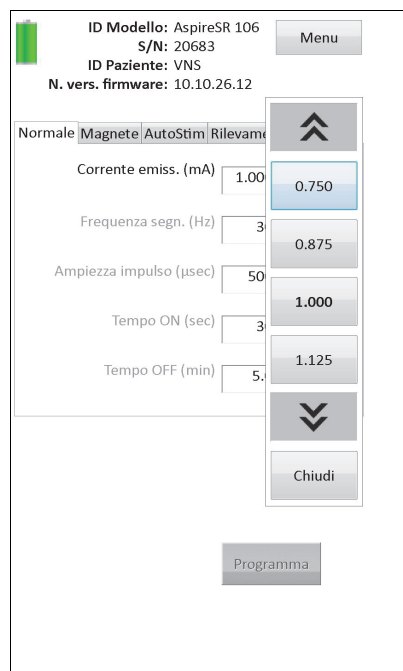 ID Modello: AspireSR 106
S/N: 20683
ID Paziente: VNS
N. vers. firmware: 10.10.26.12
Menu
Normale Magnete AutoStim
Corrente emiss. (mA)
Frequenza segn. (Hz)
Ampiezza impulso (µsec)
Tempo ON (sec)
Tempo OFF (min)
0.750
0.875
1.000
1.125
Chiudi
Programma